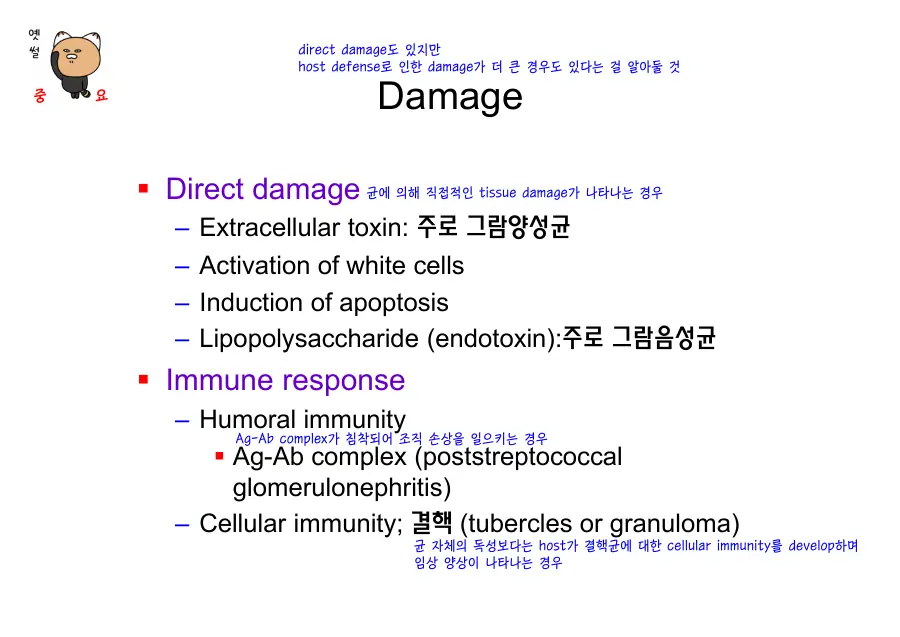 옛
썰
중 요
direct damage도 있지만
host defense로 인한 damage가 더 큰 경우도 있다는 걸 알아둘 것
Damage
▪ Direct damage 균에 의해 직접적인 tissue damage가 나타나는 경우
– Extracellular toxin: 주로 그람양성균
– Activation of white cells
– Induction of apoptosis
– Lipopolysaccharide (endotoxin):주로 그람음성균
▪ Immune response
– Humoral immunity
Ag-Ab complex가 침착되어 조직 손상을 일으키는 경우
▪ Ag-Ab complex (poststreptococcal
glomerulonephritis)
– Cellular immunity; 결핵 (tubercles or granuloma)
균 자체의 독성보다는 host가 결핵균에 대한 cellular immunity를 develop하며
임상 양상이 나타나는 경우